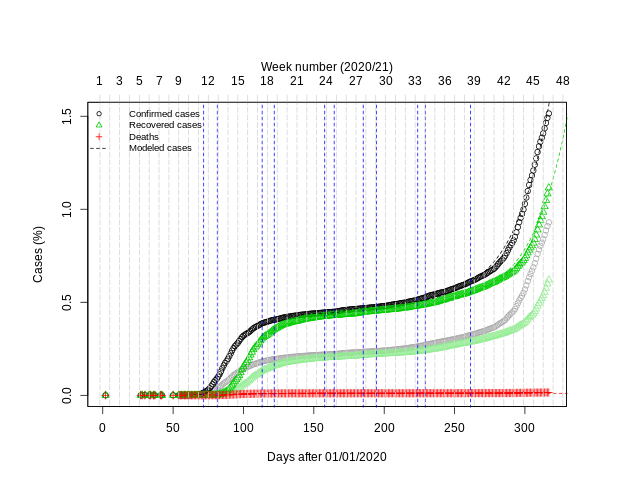 Week number (2020/21)
1 3 5 7 9 12 15 18 21 24 27 30 33 36 39 42 45 48
Confirmed cases
Recovered cases
Deaths
Modeled cases
Cases (%)
1.5
1.0
0.5
0.0
0 50 100 150 200 250 300
Days after 01/01/2020